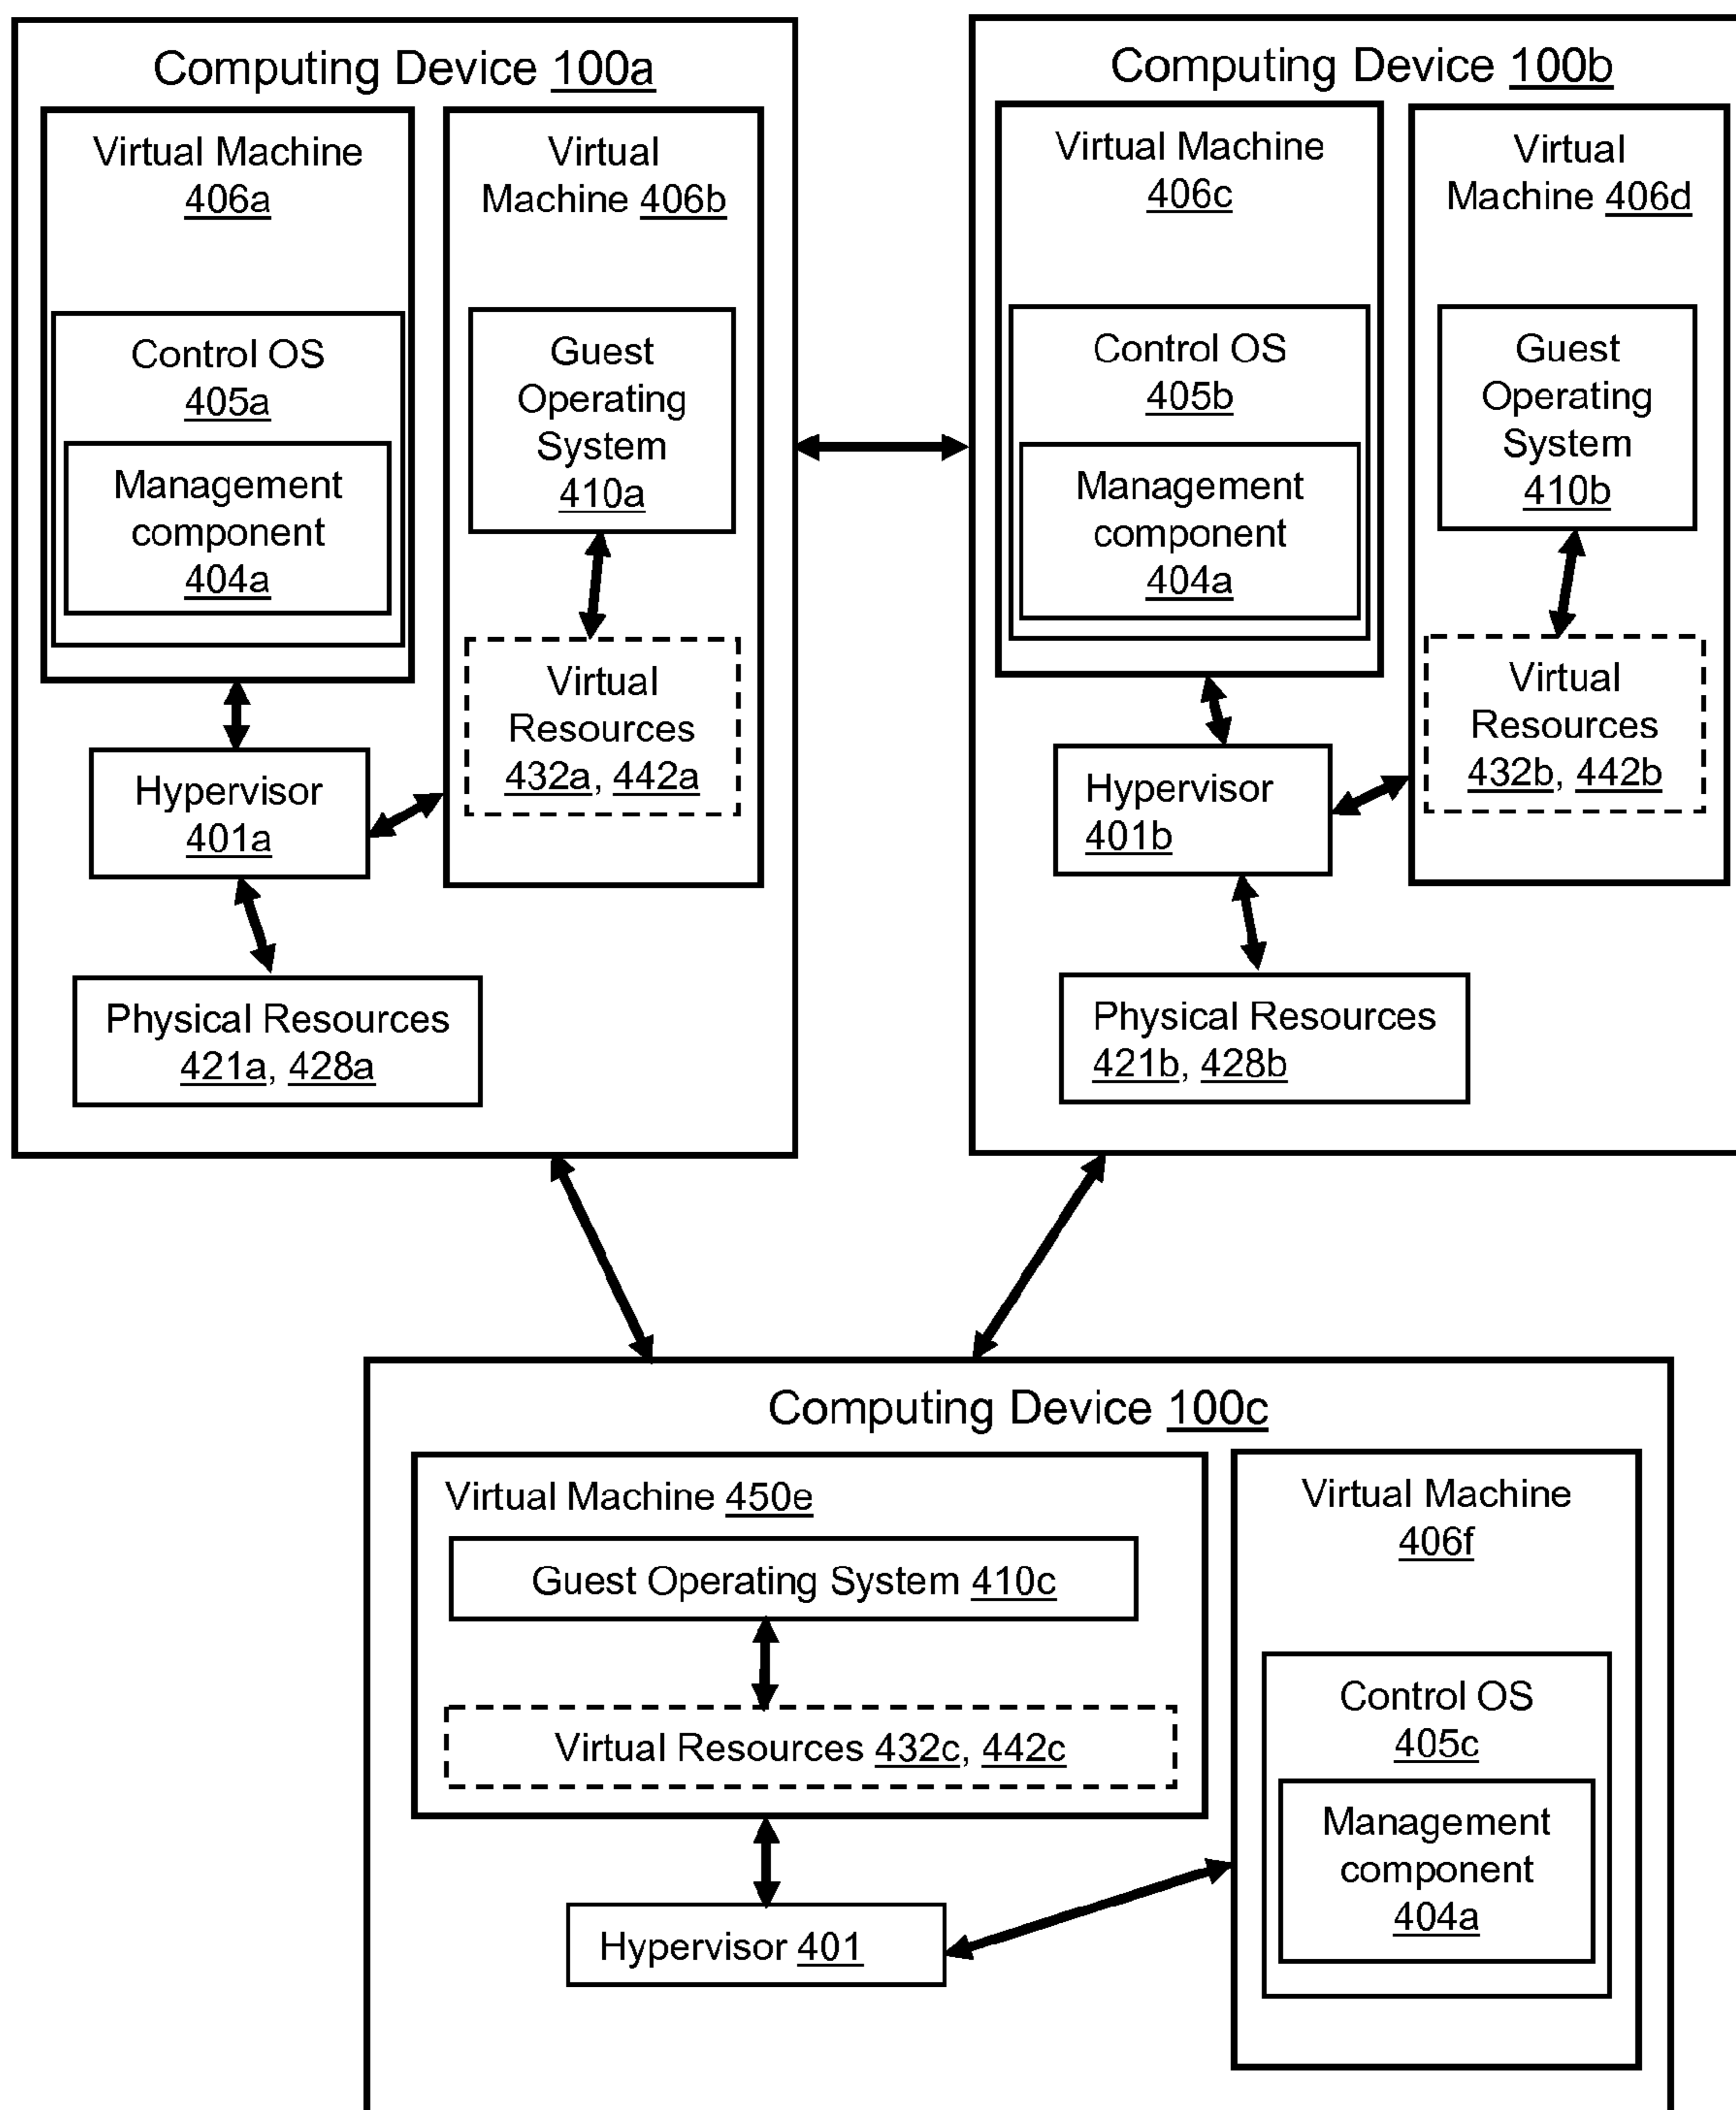 Computing Device 100a
Virtual Machine
406a
Control OS
405a
Management
component
404a
Virtual
Machine 406b
Guest
Operating
System
410a
Virtual
Resources
432a, 442a
Hypervisor
401a
Physical Resources
421a, 428a
Computing Device 100b
Virtual Machine
406c
Control OS
405b
Management
component
404a
Virtual
Machine 406d
Guest
Operating
System
410b
Virtual
Resources
432b, 442b
Hypervisor
401b
Physical Resources
421b, 428b
Computing Device 100c
Virtual Machine 450e
Guest Operating System 410c
Virtual Resources 432c, 442c
Hypervisor 401
Virtual Machine
406f
Control OS
405c
Management
component
404a